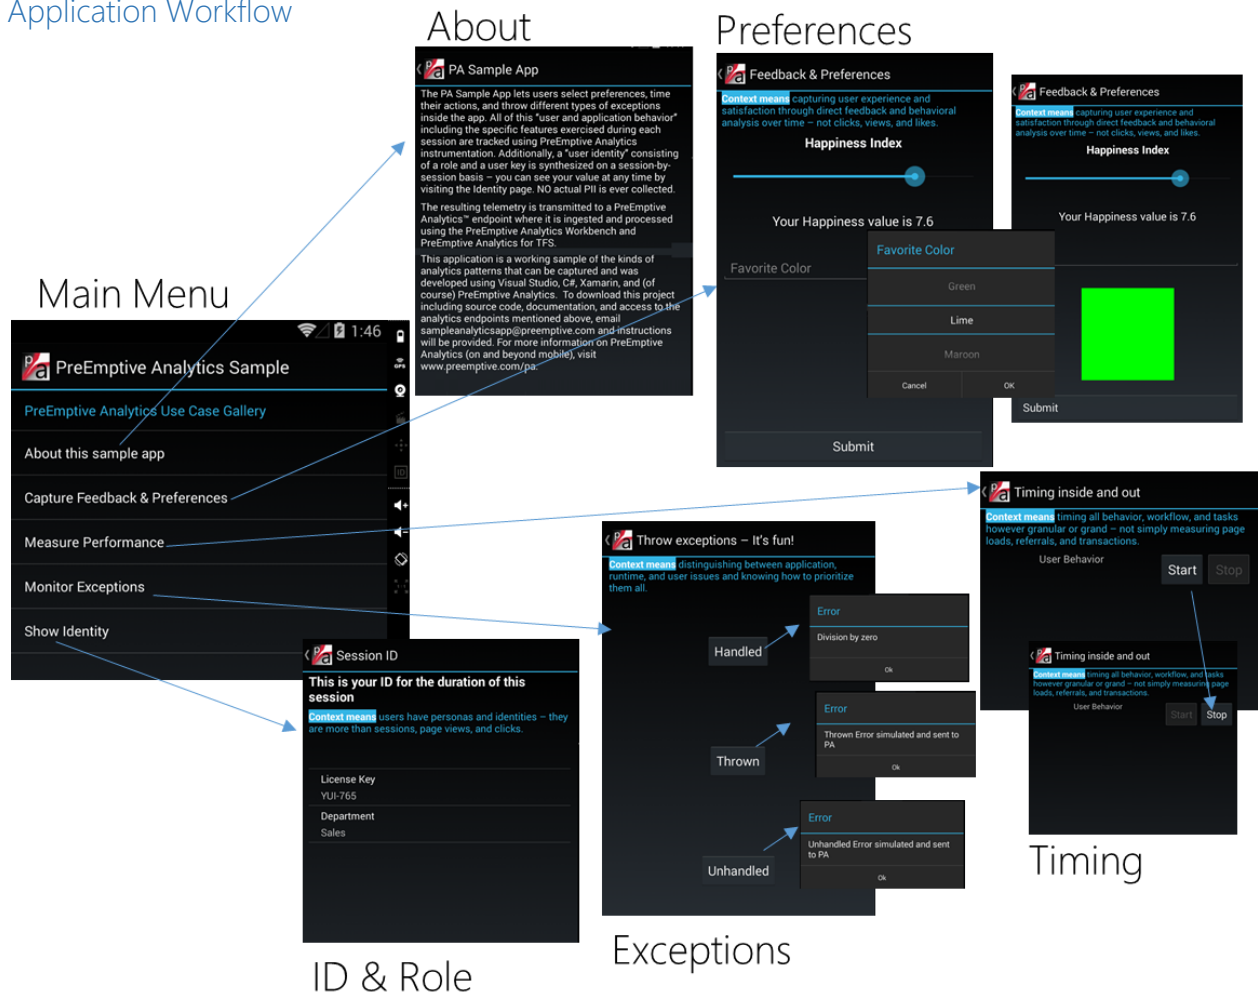 Application Workflow
About
PA Sample App
The PA Sample App lets users select preferences, time
their actions, and throw different types of exceptions
inside the app. All of this "user and application behavior"
including the specific features exercised during each
session are tracked using PreEmptive Analytics
instrumentation. Additionally, a "user identity" consisting
of a role and a user key is synthesized on a session-by-
session basis – you can see your value at any time by
visiting the Identity page. NO actual PII is ever collected.
The resulting telemetry is transmitted to a PreEmptive
Analytics™ endpoint where it is ingested and processed
using the PreEmptive Analytics Workbench and
PreEmptive Analytics for TFS.
This application is a working sample of the kinds of
analytics patterns that can be captured and was
developed using Visual Studio, C#, Xamarin, and (of
course) PreEmptive Analytics. To download this project
including source code, documentation, and access to the
analytics endpoints mentioned above, email
sampleanalyticsapp@preemptive.com and instructions
will be provided. For more information on PreEmptive
Analytics (on and beyond mobile), visit
www.preemptive.com/pa.
Preferences
Feedback & Preferences
Context means capturing user experience and
satisfaction through direct feedback and behavioral
analysis over time – not clicks, views, and likes.
Happiness Index
Your Happiness value is 7.6
Favorite Color
Submit
Favorite Color
Green
Lime
Maroon
Cancel OK
Feedback & Preferences
Context means capturing user experience and
satisfaction through direct feedback and behavioral
analysis over time – not clicks, views, and likes.
Happiness Index
Your Happiness value is 7.6
Submit
Main Menu
1:46
Pa PreEmptive Analytics Sample
PreEmptive Analytics Use Case Gallery
About this sample app
Capture Feedback & Preferences
Measure Performance
Monitor Exceptions
Show Identity
GPS
ID
Session ID
This is your ID for the duration of this
session
Context means users have personas and identities – they
are more than sessions, page views, and clicks.
License Key
YUI-765
Department
Sales
ID & Role
Throw exceptions – It's fun!
Context means distinguishing between application,
runtime, and user issues and knowing how to prioritize
them all.
Handled
Error
Division by zero
Ok
Thrown
Error
Thrown Error simulated and sent to
PA
Ok
Unhandled
Error
Unhandled Error simulated and sent
to PA
Ok
Exceptions
Timing inside and out
Context means timing all behavior, workflow, and tasks
however granular or grand – not simply measuring page
loads, referrals, and transactions.
User Behavior Start Stop
Timing inside and out
Context means timing all behavior, workflow, and tasks
however granular or grand – not simply measuring page
loads, referrals, and transactions.
User Behavior Start Stop
Timing